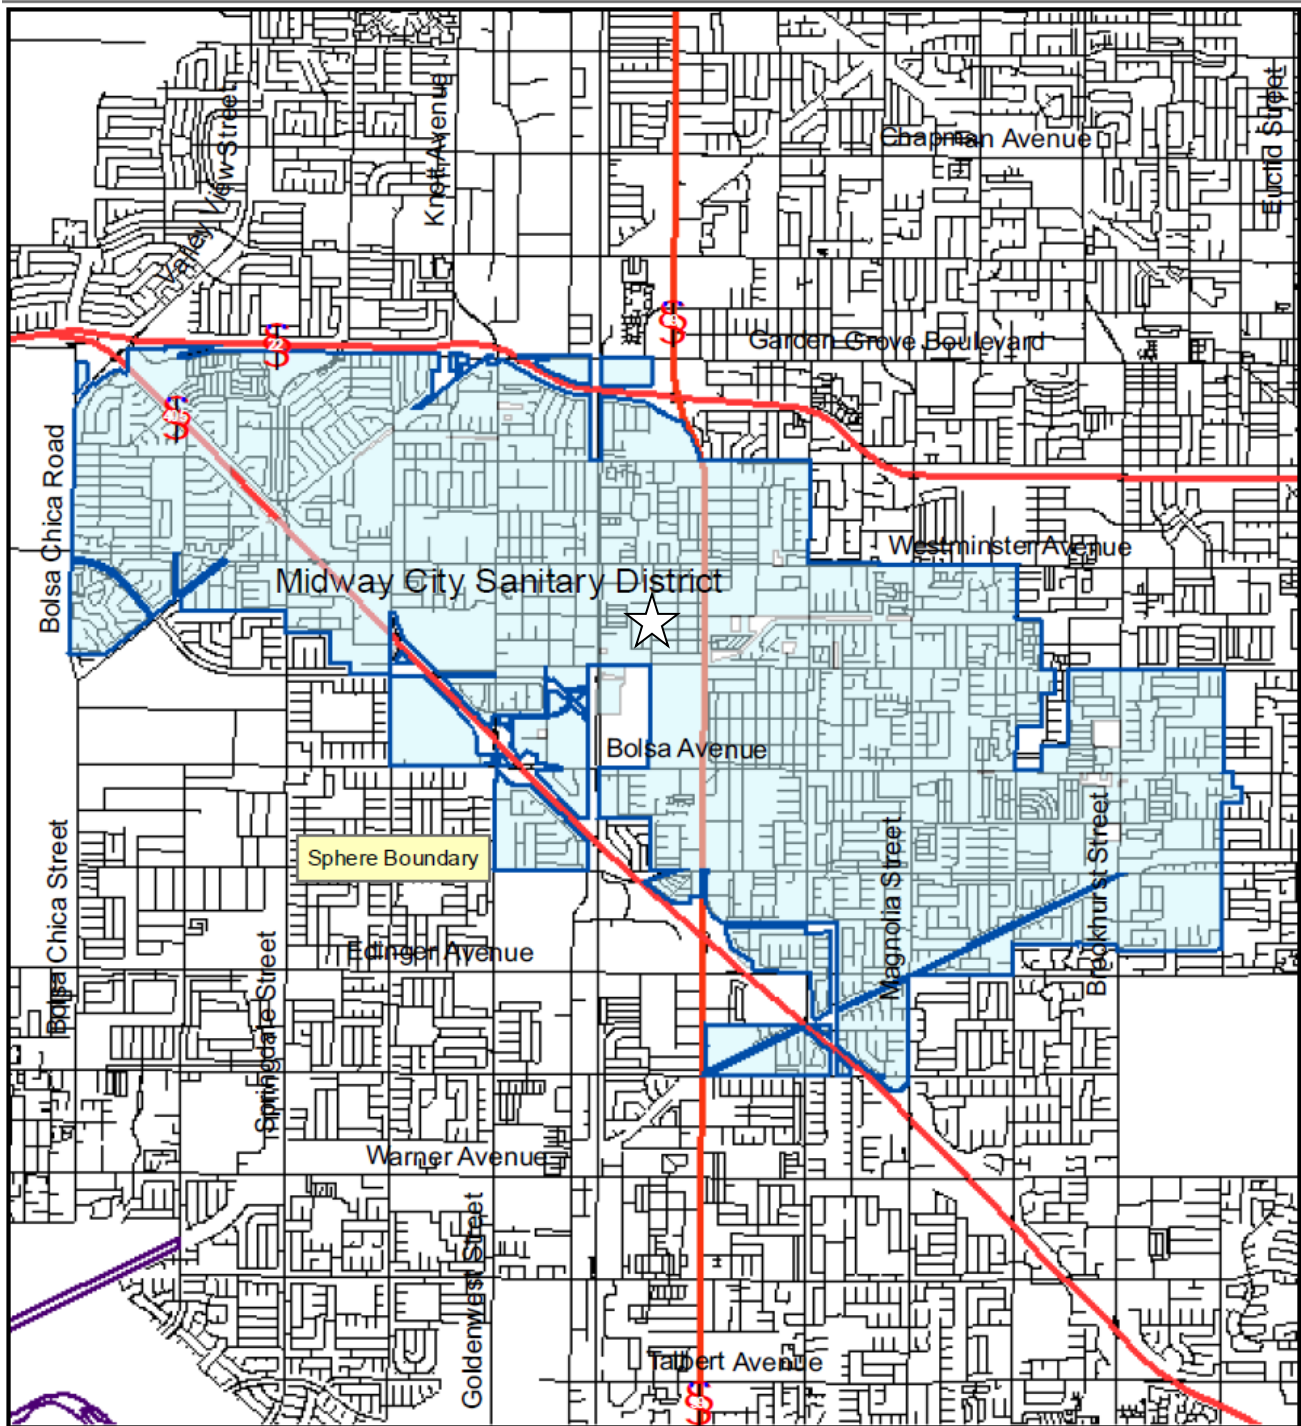 Chapman Avenue
Euclid Street
Knott Avenue
Valley View Street
Garden Grove Boulevard
22
Bolsa Chica Road
Westminster Avenue
Midway City Sanitary District
Bolsa Avenue
Sphere Boundary
Magnolia Street
Brookhurst Street
Bolsa Chica Street
Edinger Avenue
Springdale Street
Warner Avenue
Goldenwest Street
Talbert Avenue